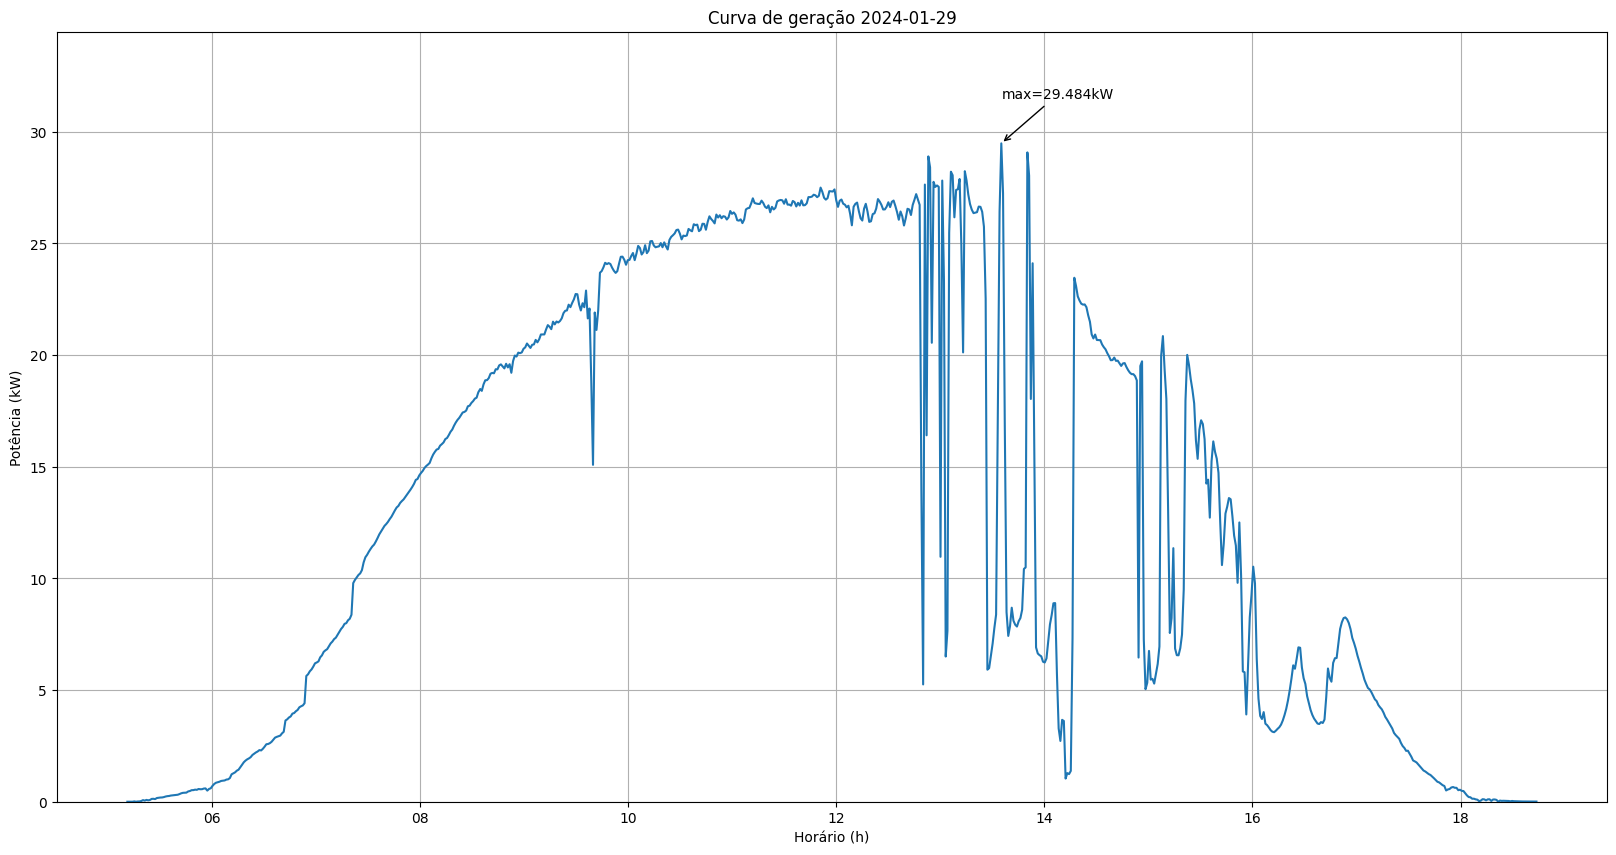 Curva de geração 2024-01-29
max=29.484kW
30
25
20
15
10
5
0
Potência (kW)
06 08 10 12 14 16 18
Horário (h)